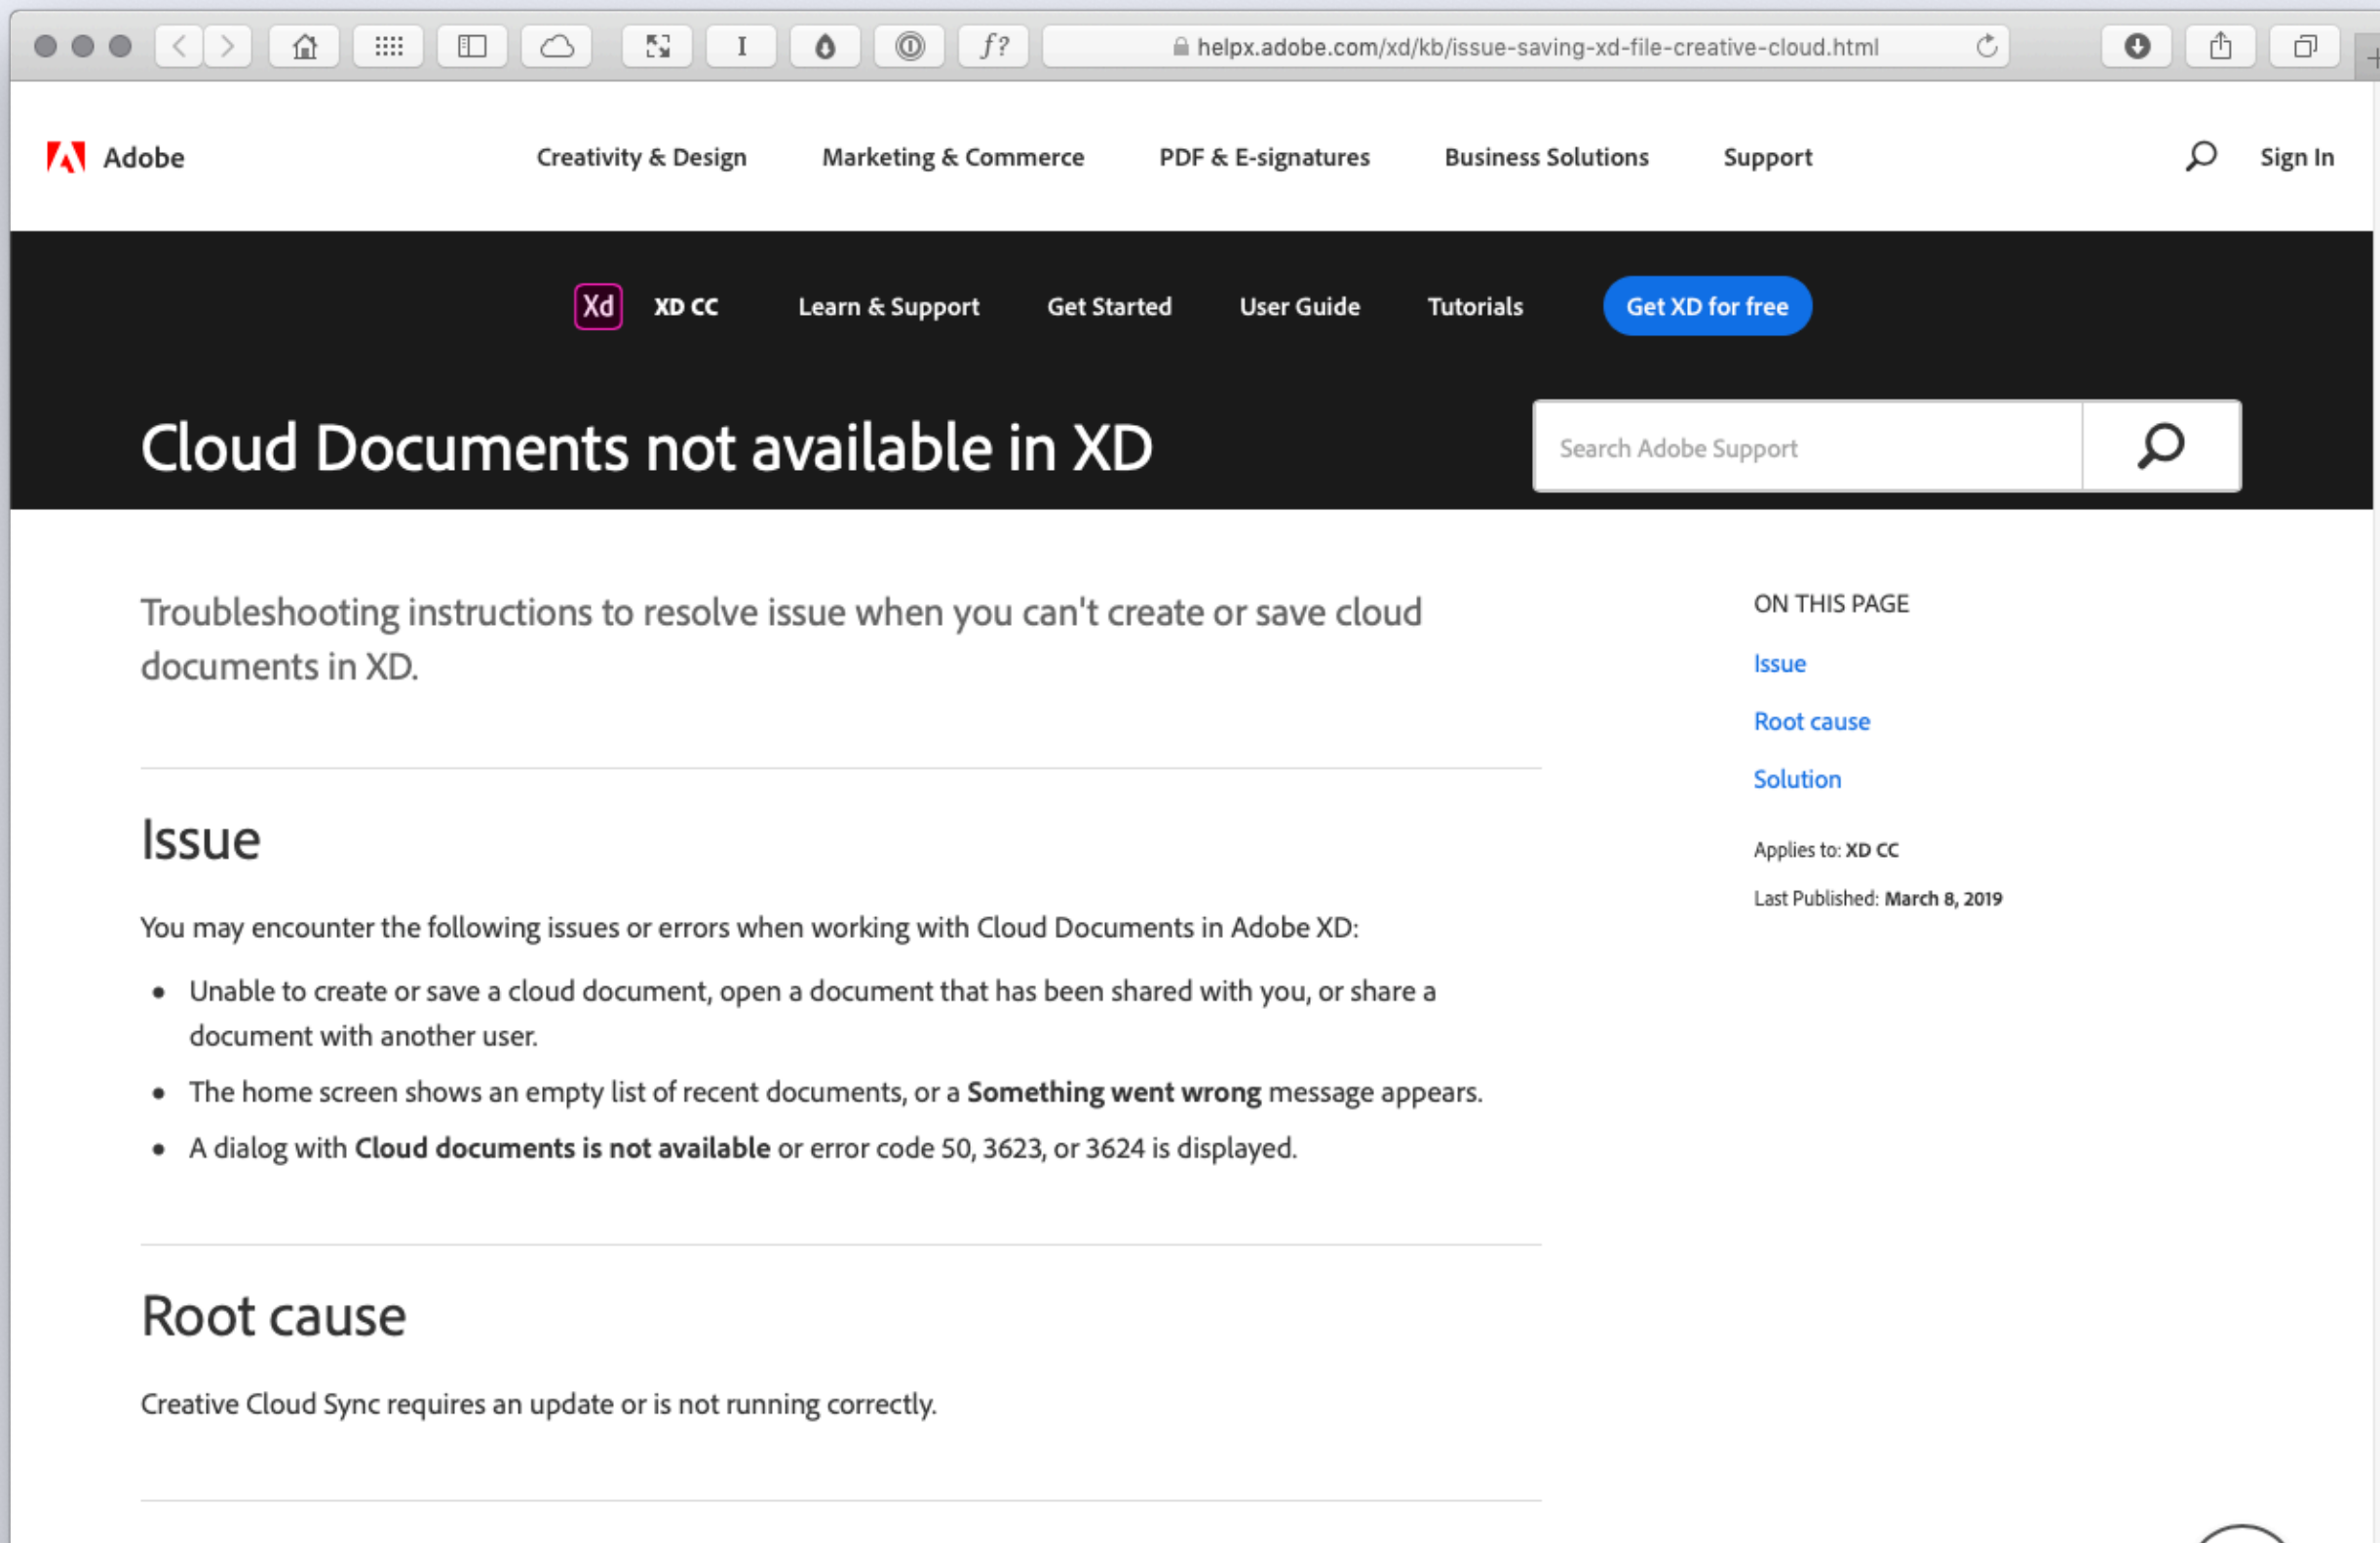 I
f?
helpx.adobe.com/xd/kb/issue-saving-xd-file-creative-cloud.html
Adobe
Creativity & Design
Marketing & Commerce
PDF & E-signatures
Business Solutions
Support
Sign In
Xd
XD CC
Learn & Support
Get Started
User Guide
Tutorials
Get XD for free
Cloud Documents not available in XD
Search Adobe Support
Troubleshooting instructions to resolve issue when you can't create or save cloud
documents in XD.
Issue
You may encounter the following issues or errors when working with Cloud Documents in Adobe XD:
Unable to create or save a cloud document, open a document that has been shared with you, or share a
document with another user.
The home screen shows an empty list of recent documents, or a Something went wrong message appears.
A dialog with Cloud documents is not available or error code 50, 3623, or 3624 is displayed.
Root cause
Creative Cloud Sync requires an update or is not running correctly.
ON THIS PAGE
Issue
Root cause
Solution
Applies to: XD CC
Last Published: March 8, 2019